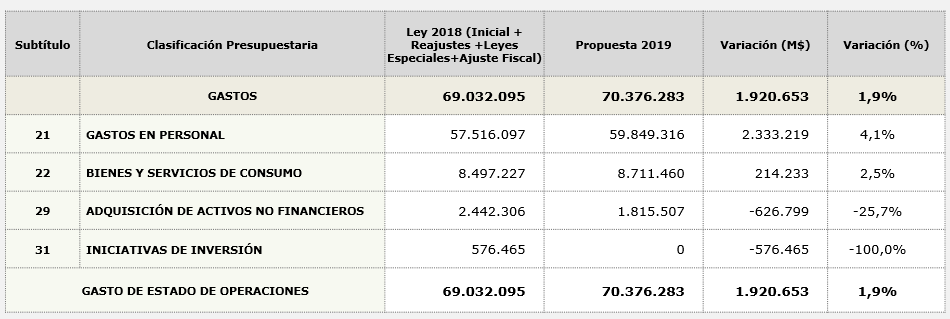 Subtítulo Clasificación Presupuestaria Ley 2018 (Inicial + Reajustes +Leyes Especiales+Ajuste Fiscal) Propuesta 2019 Variación (M$) Variación (%)
GASTOS 69.032.095 70.376.283 1.920.653 1,9%
21 GASTOS EN PERSONAL 57.516.097 59.849.316 2.333.219 4,1%
22 BIENES Y SERVICIOS DE CONSUMO 8.497.227 8.711.460 214.233 2,5%
29 ADQUISICIÓN DE ACTIVOS NO FINANCIEROS 2.442.306 1.815.507 -626.799 -25,7%
31 INICIATIVAS DE INVERSIÓN 576.465 0 -576.465 -100,0%
GASTO DE ESTADO DE OPERACIONES 69.032.095 70.376.283 1.920.653 1,9%